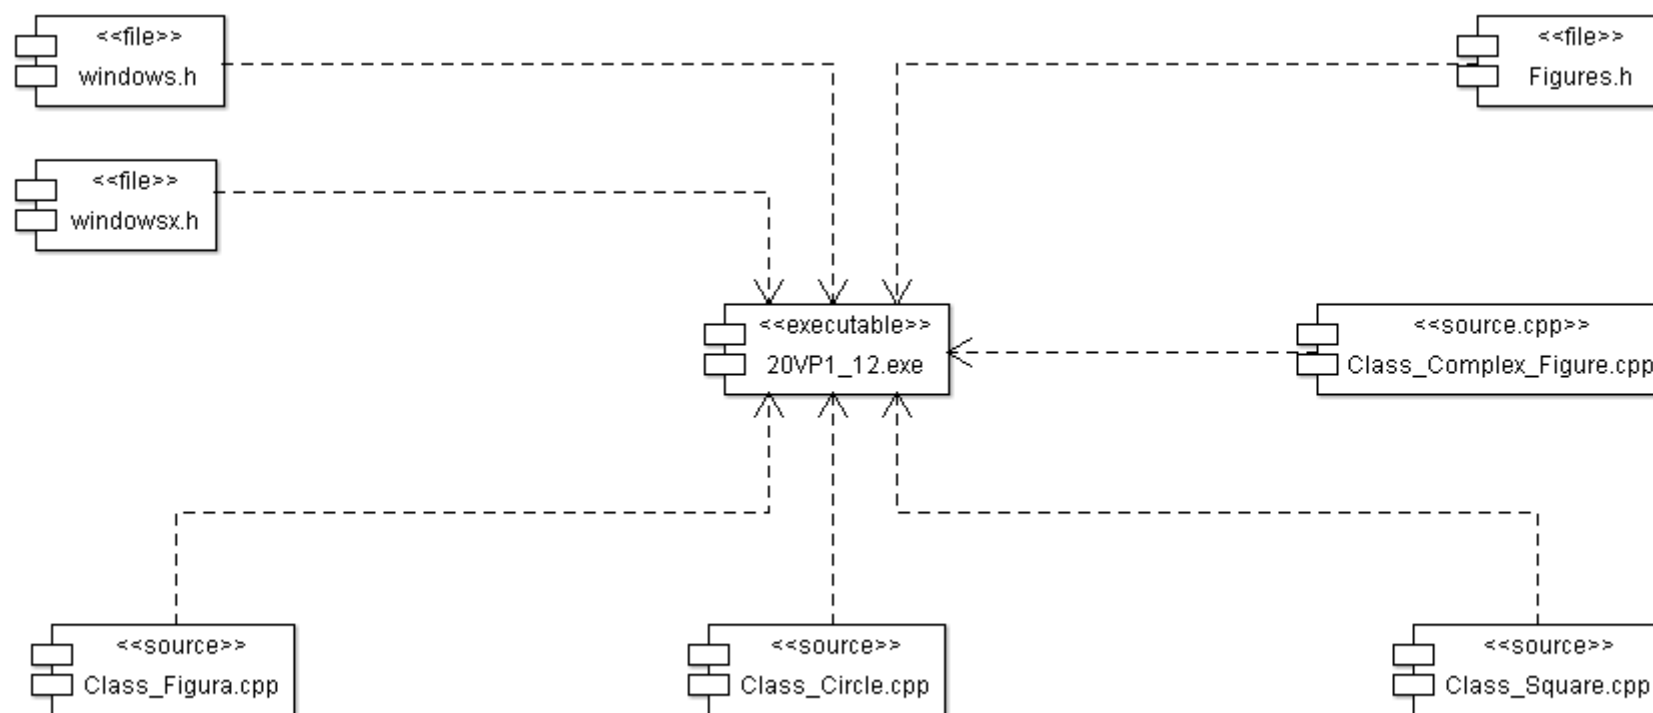 <<file>>
windows.h
<<file>>
Figures.h
<<file>>
windowsx.h
<<executable>>
20VP1_12.exe
<<source.cpp>>
Class_Complex_Figure.cpp
<<source>>
Class_Figura.cpp
<<source>>
Class_Circle.cpp
<<source>>
Class_Square.cpp